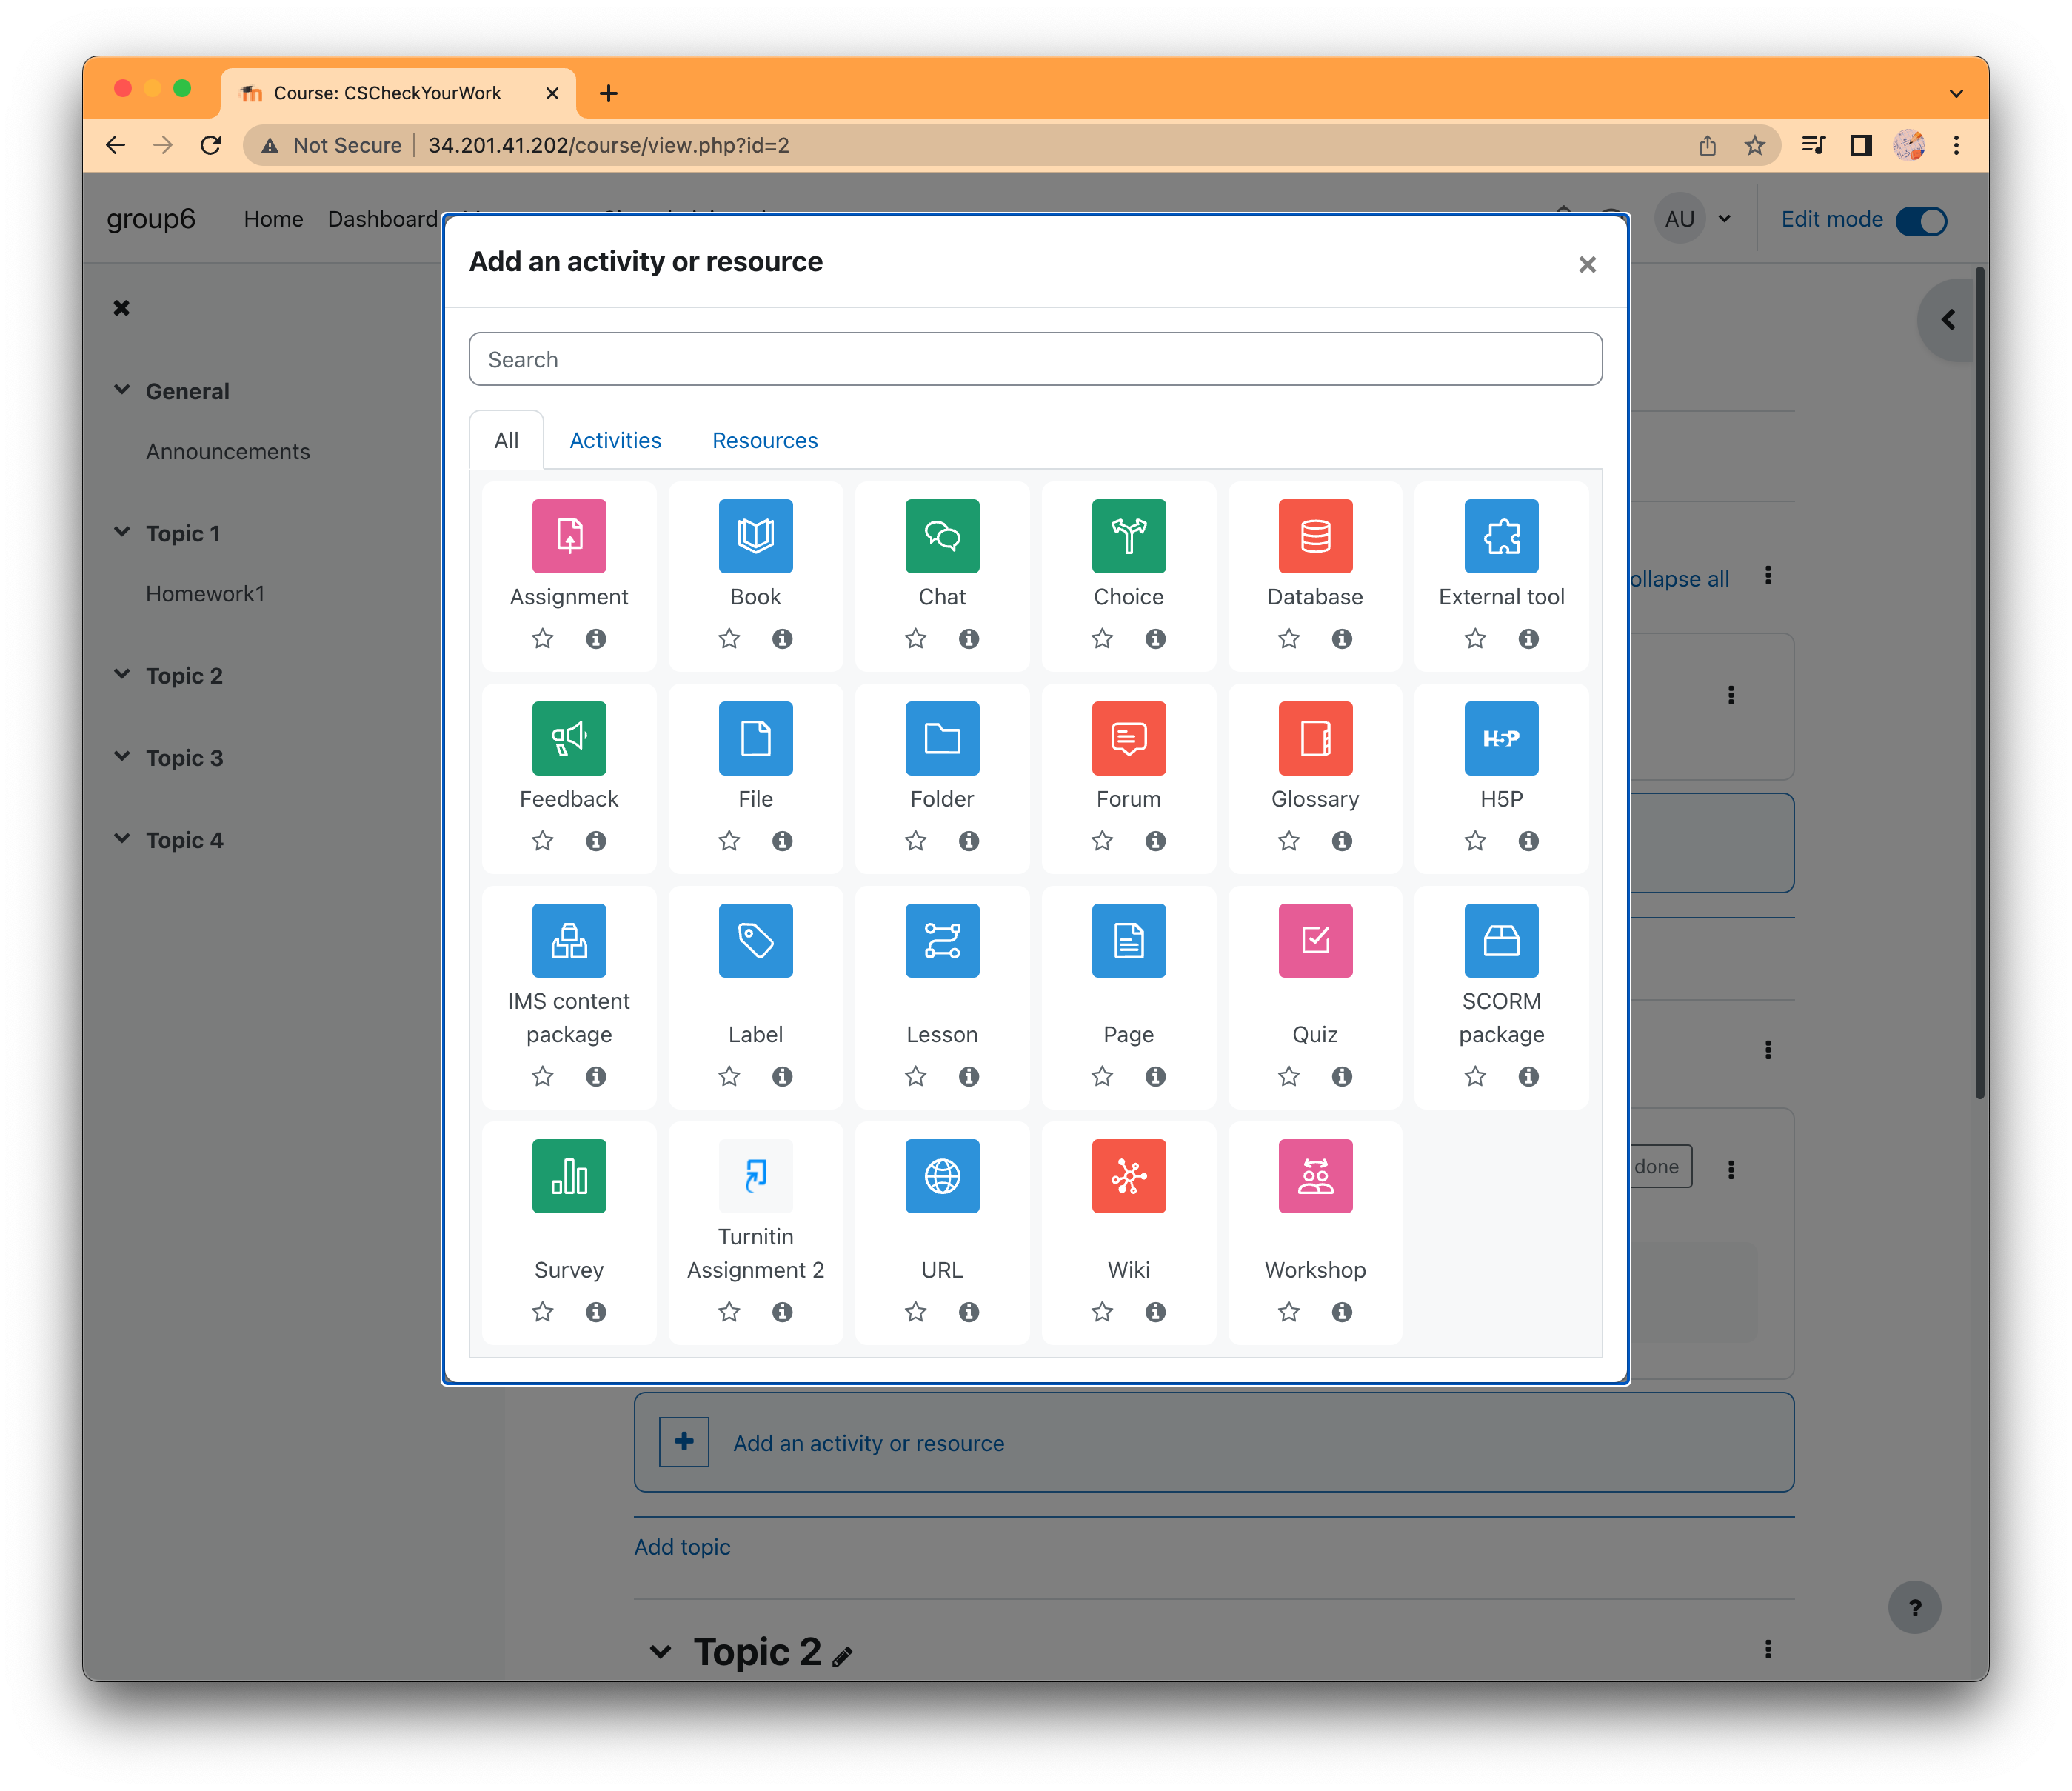 Course: CSCheckYourWork
Not Secure 34.201.41.202/course/view.php?id=2
group6 Home Dashboard AU Edit mode
Add an activity or resource
Search
All Activities Resources
General
Announcements
Topic 1
Homework1
Topic 2
Topic 3
Topic 4
Assignment Book Chat Choice Database External tool
Feedback File Folder Forum Glossary H5P
IMS content package Label Lesson Page Quiz SCORM package
Survey Turnitin Assignment 2 URL Wiki Workshop
ollapse all
done
Add an activity or resource
Add topic
?
Topic 2